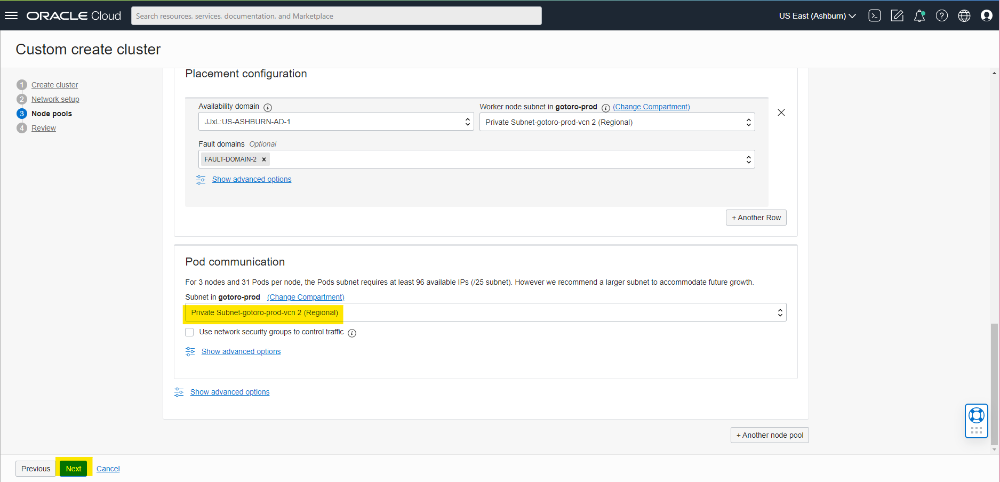 ORACLE Cloud
Search resources, services, documentation, and Marketplace
US East (Ashburn)
Custom create cluster
1 Create cluster
2 Network setup
3 Node pools
4 Review
Placement configuration
Availability domain
JJxL:US-ASHBURN-AD-1
Worker node subnet in gotoro-prod (Change Compartment)
Private Subnet-gotoro-prod-vcn 2 (Regional)
Fault domains Optional
FAULT-DOMAIN-2 ×
Show advanced options
+ Another Row
Pod communication
For 3 nodes and 31 Pods per node, the Pods subnet requires at least 96 available IPs (/25 subnet). However we recommend a larger subnet to accommodate future growth.
Subnet in gotoro-prod (Change Compartment)
Private Subnet-gotoro-prod-vcn 2 (Regional)
Use network security groups to control traffic
Show advanced options
Show advanced options
+ Another node pool
Previous Next Cancel